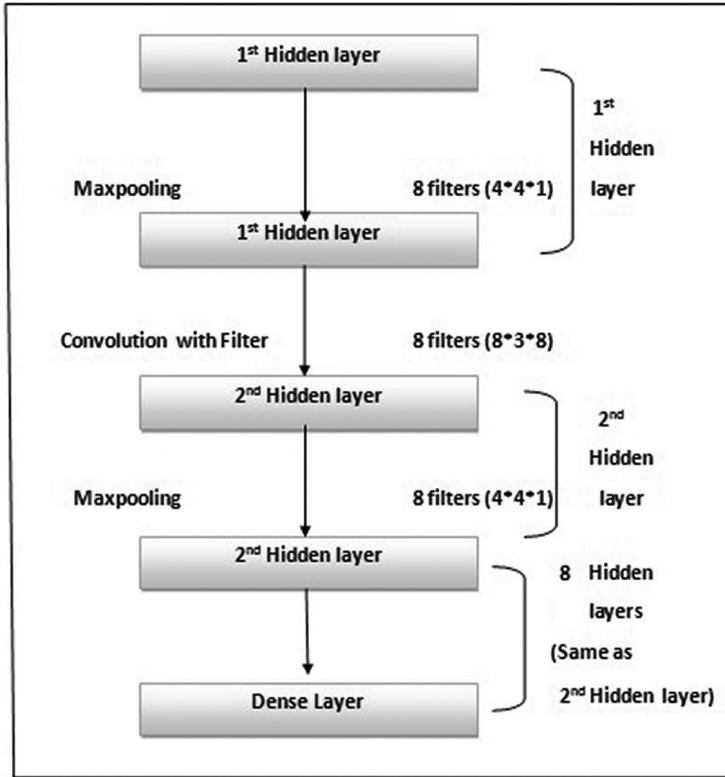 1st Hidden layer
1st
Hidden
layer
Maxpooling
8 filters (4*4*1)
1st Hidden layer
Convolution with Filter
8 filters (8*3*8)
2nd Hidden layer
2nd
Hidden
layer
Maxpooling
8 filters (4*4*1)
2nd Hidden layer
8 Hidden
layers
(Same as
2nd Hidden layer)
Dense Layer